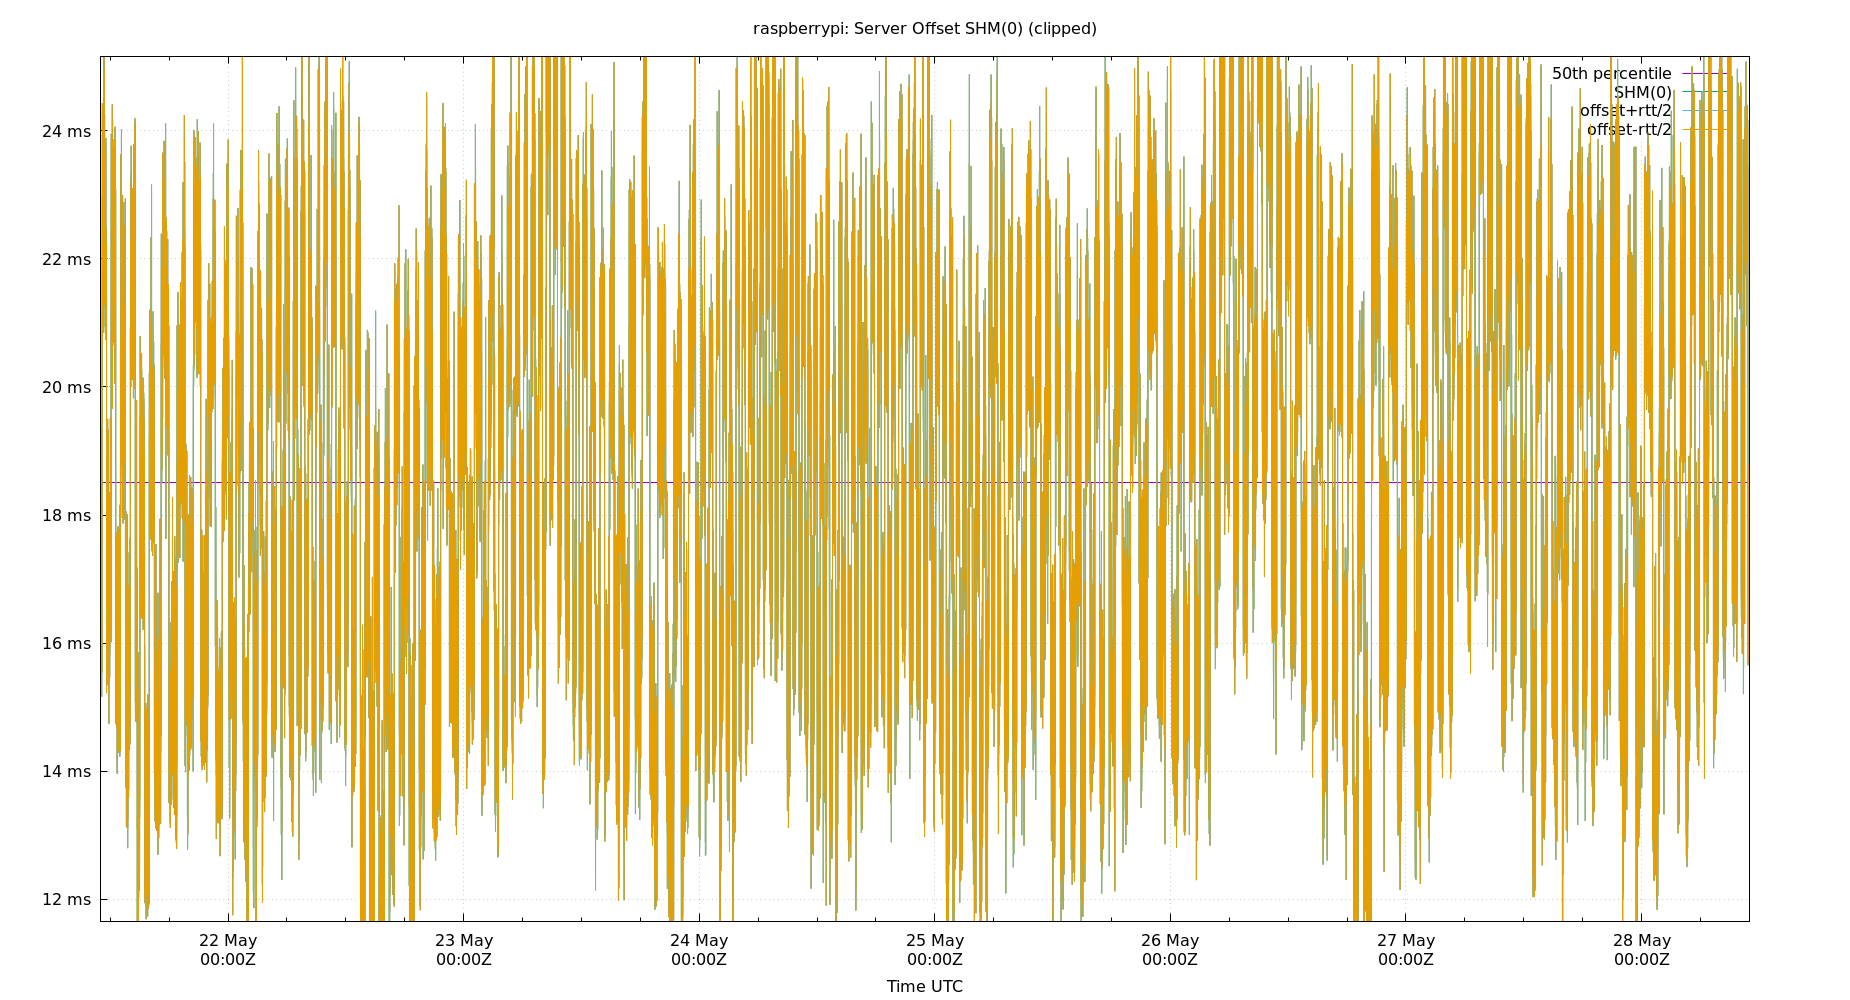 raspberrypi: Server Offset SHM(0) (clipped)
50th percentile
SHM(0)
offset+rtt/2
offset-rtt/2
24 ms
22 ms
20 ms
18 ms
16 ms
14 ms
12 ms
22 May 23 May 24 May 25 May 26 May 27 May 28 May
00:00Z 00:00Z 00:00Z 00:00Z 00:00Z 00:00Z 00:00Z
Time UTC